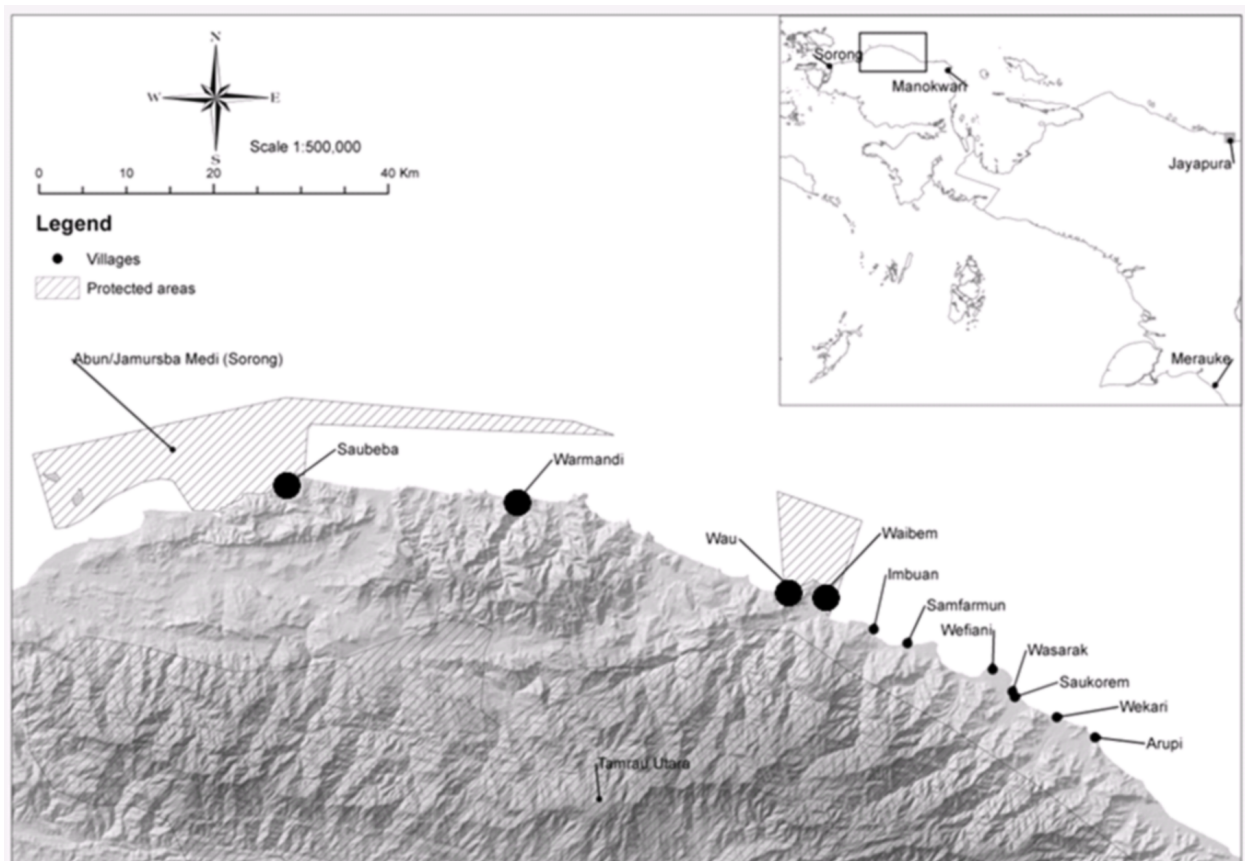 N
W E
S
Scale 1:500,000
0 10 20 40 Km
Legend
Villages
Protected areas
Sorong
Manokwari
Jayapura
Merauke
Abun/Jamursba Medi (Sorong)
Saubeba
Warmandi
Wau
Waibem
Imbuan
Samfarmun
Wefiani
Wasarak
Saukorem
Wekari
Arupi
Tamrau Utara